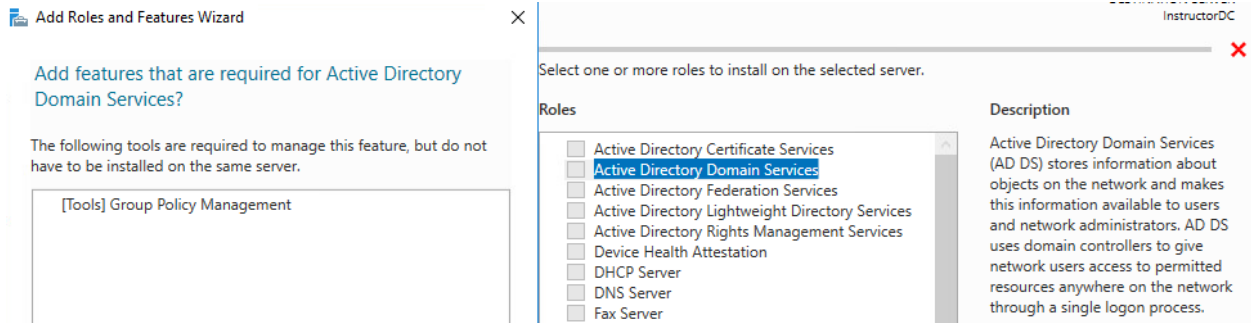 Add Roles and Features Wizard
Add features that are required for Active Directory
Domain Services?
The following tools are required to manage this feature, but do not
have to be installed on the same server.
[Tools] Group Policy Management
InstructorDC
Select one or more roles to install on the selected server.
Roles
Active Directory Certificate Services
Active Directory Domain Services
Active Directory Federation Services
Active Directory Lightweight Directory Services
Active Directory Rights Management Services
Device Health Attestation
DHCP Server
DNS Server
Fax Server
Description
Active Directory Domain Services
(AD DS) stores information about
objects on the network and makes
this information available to users
and network administrators. AD DS
uses domain controllers to give
network users access to permitted
resources anywhere on the network
through a single logon process.